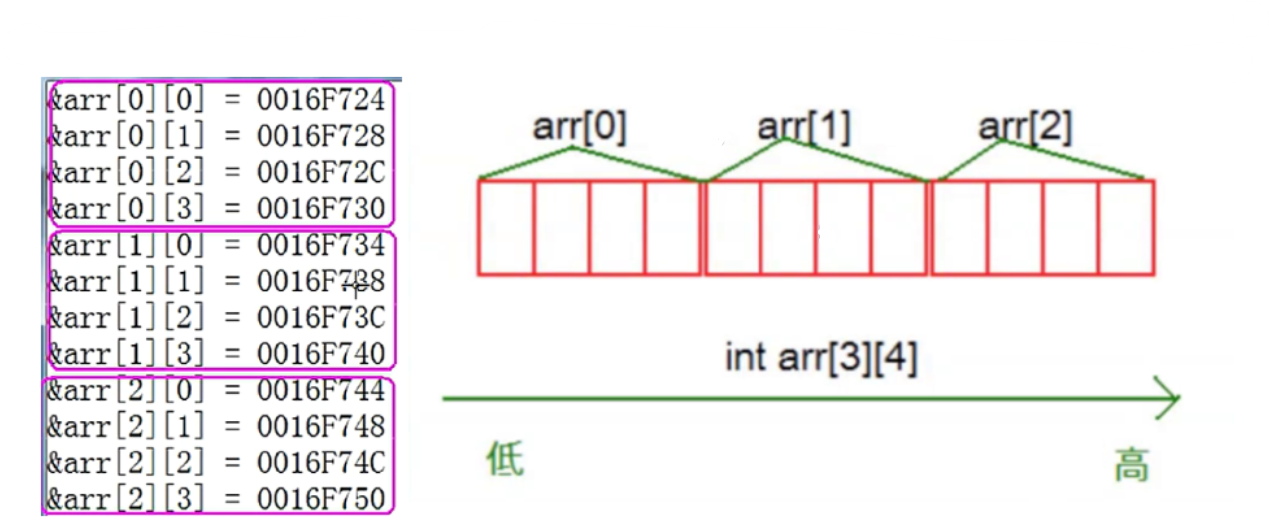 &arr[0][0] = 0016F724
&arr[0][1] = 0016F728
&arr[0][2] = 0016F72C
&arr[0][3] = 0016F730
&arr[1][0] = 0016F734
&arr[1][1] = 0016F738
&arr[1][2] = 0016F73C
&arr[1][3] = 0016F740
&arr[2][0] = 0016F744
&arr[2][1] = 0016F748
&arr[2][2] = 0016F74C
&arr[2][3] = 0016F750
arr[0] arr[1] arr[2]
int arr[3][4]
低 高